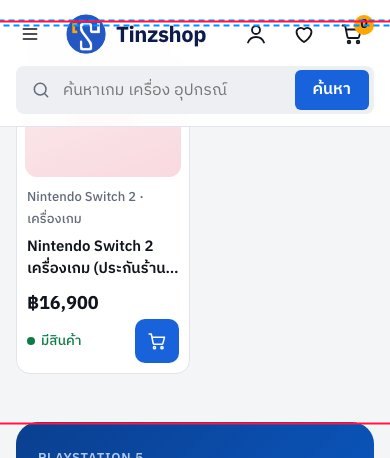 Tinzshop
0
ค้นหาเกม เครื่อง อุปกรณ์
ค้นหา
Nintendo Switch 2 ·
เครื่องเกม
Nintendo Switch 2
เครื่องเกม (ประกันร้าน...
฿16,900
มีสินค้า
PLAYSTATION 5